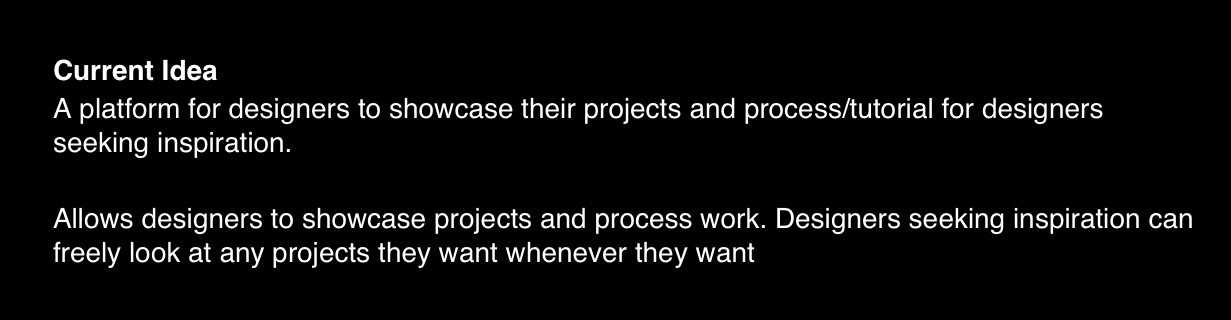 Current Idea
A platform for designers to showcase their projects and process/tutorial for designers
seeking inspiration.
Allows designers to showcase projects and process work. Designers seeking inspiration can
freely look at any projects they want whenever they want